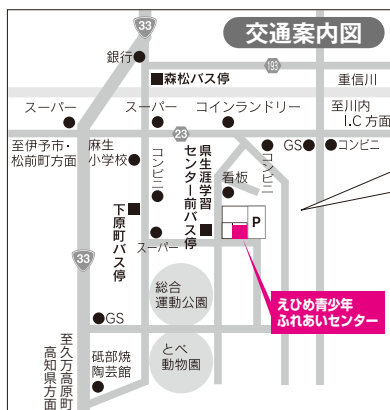 交通案内図
33
銀行
193
森松バス停
重信川
スーパー
スーパー
コインランドリー
至川内
I.C方面
23
至伊予市・
松前町方面
麻生
小学校
コンビニ
県生涯学習
センター前バス停
コンビニ
GS
コンビニ
看板
下原町バス停
P
スーパー
33
総合
運動公園
えひめ青少年
ふれあいセンター
GS
至久万高原町
高知県方面
砥部焼
陶芸館
とべ
動物園